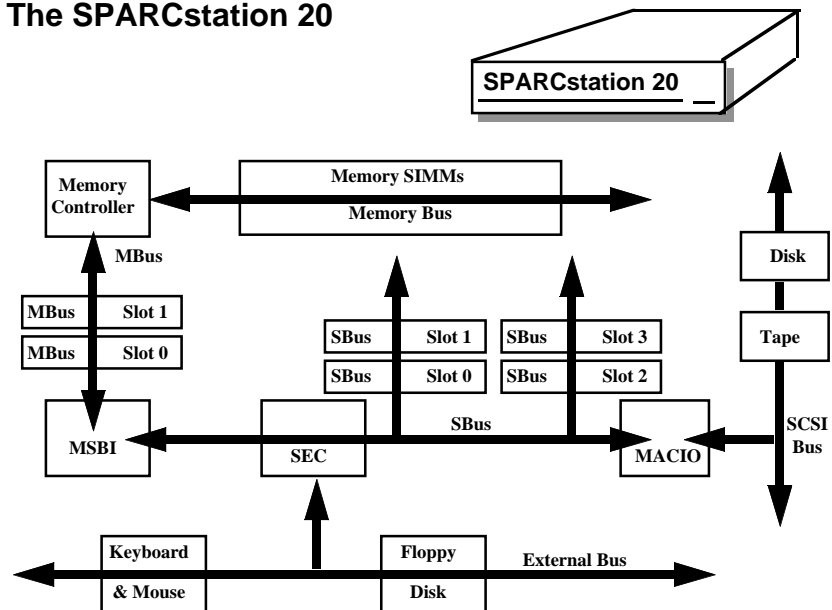 The SPARCstation 20
SPARCstation 20
Memory Controller
Memory SIMMs
Memory Bus
MBus
Disk
MBus Slot 1
MBus Slot 0
SBus Slot 1
SBus Slot 0
SBus Slot 3
SBus Slot 2
Tape
MSBI
SEC
SBus
MACIO
SCSI
Bus
Keyboard
& Mouse
Floppy
Disk
External Bus